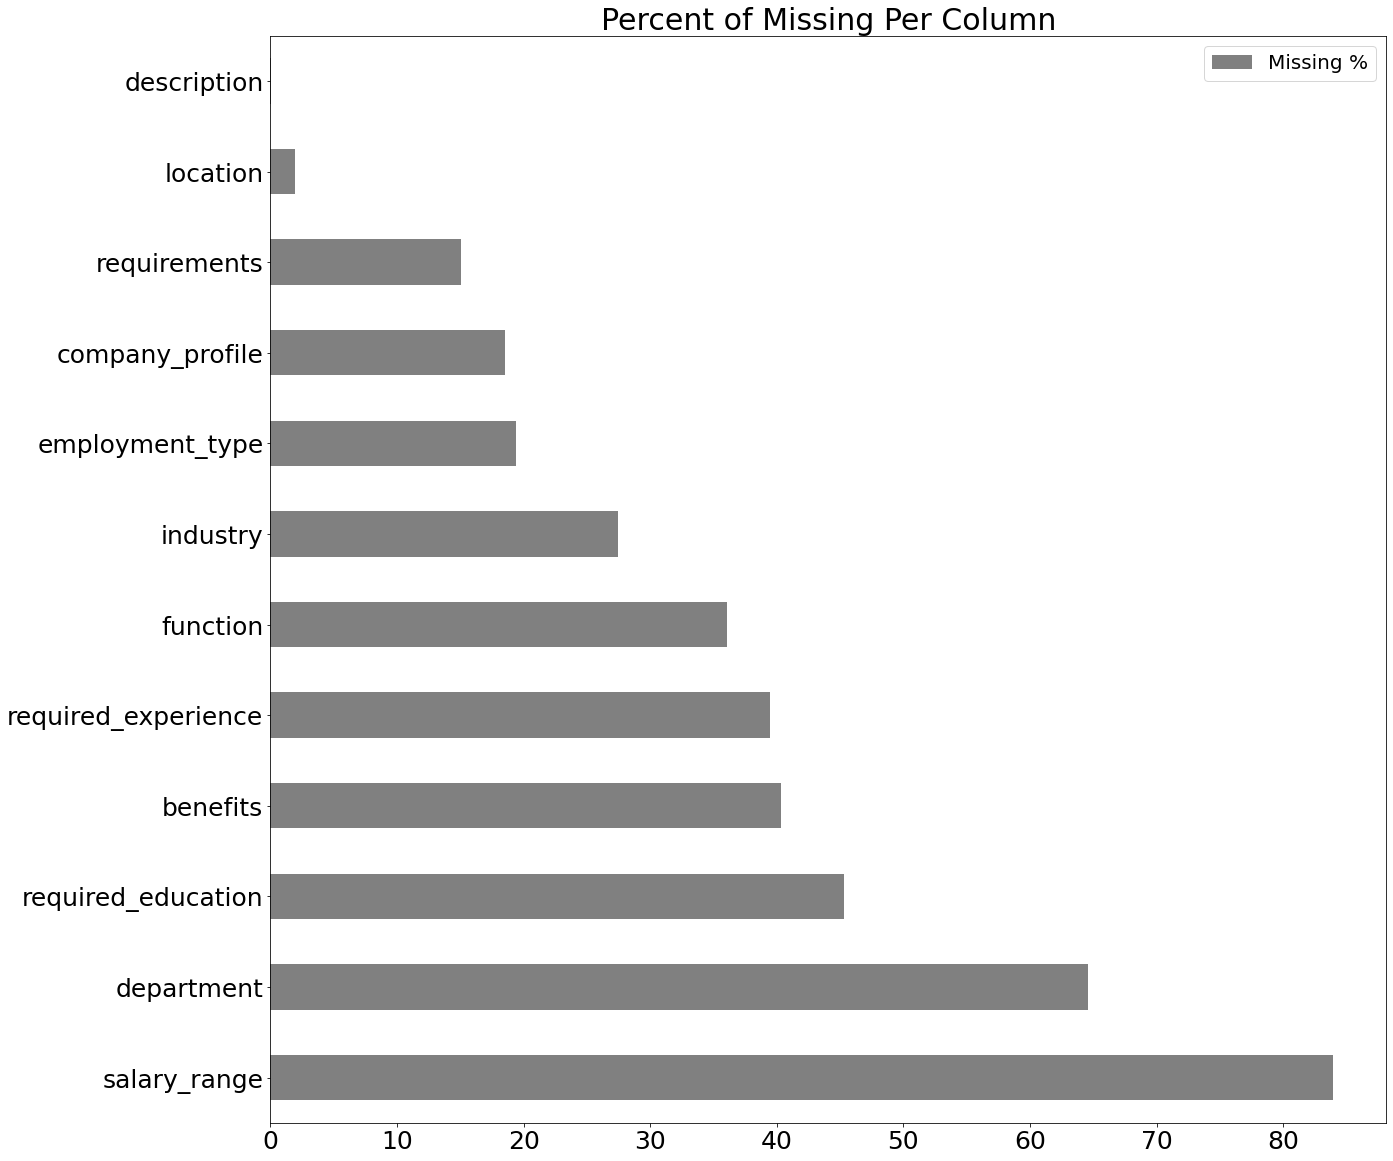 Percent of Missing Per Column
Missing %
description
location
requirements
company_profile
employment_type
industry
function
required_experience
benefits
required_education
department
salary_range
0 10 20 30 40 50 60 70 80